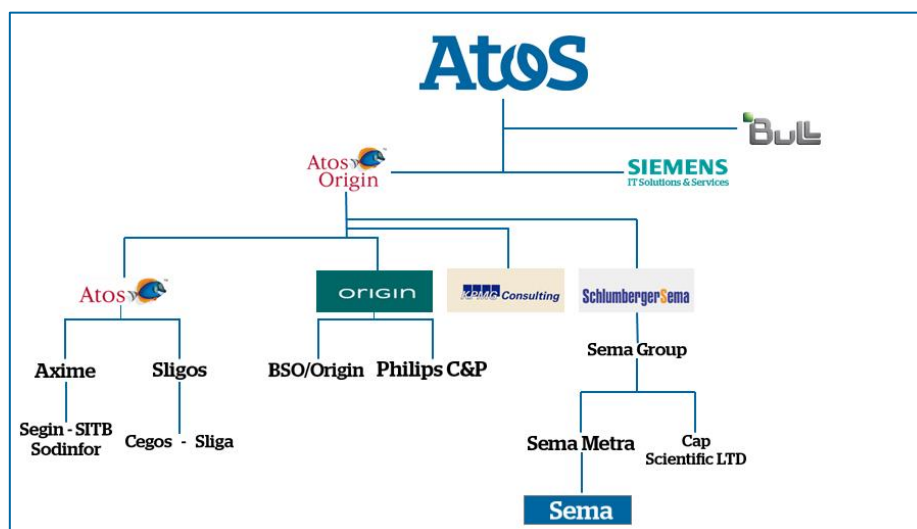 Atos
Bull
Atos
Origin
SIEMENS
IT Solutions & Services
Atos
ORIGIN
KPMG Consulting
SchlumbergerSema
Sema Group
Axime
Sligos
BSO/Origin
Philips C&P
Segin - SITB
Sodinfor
Cegos - Sliga
Sema Metra
Cap
Scientific LTD
Sema